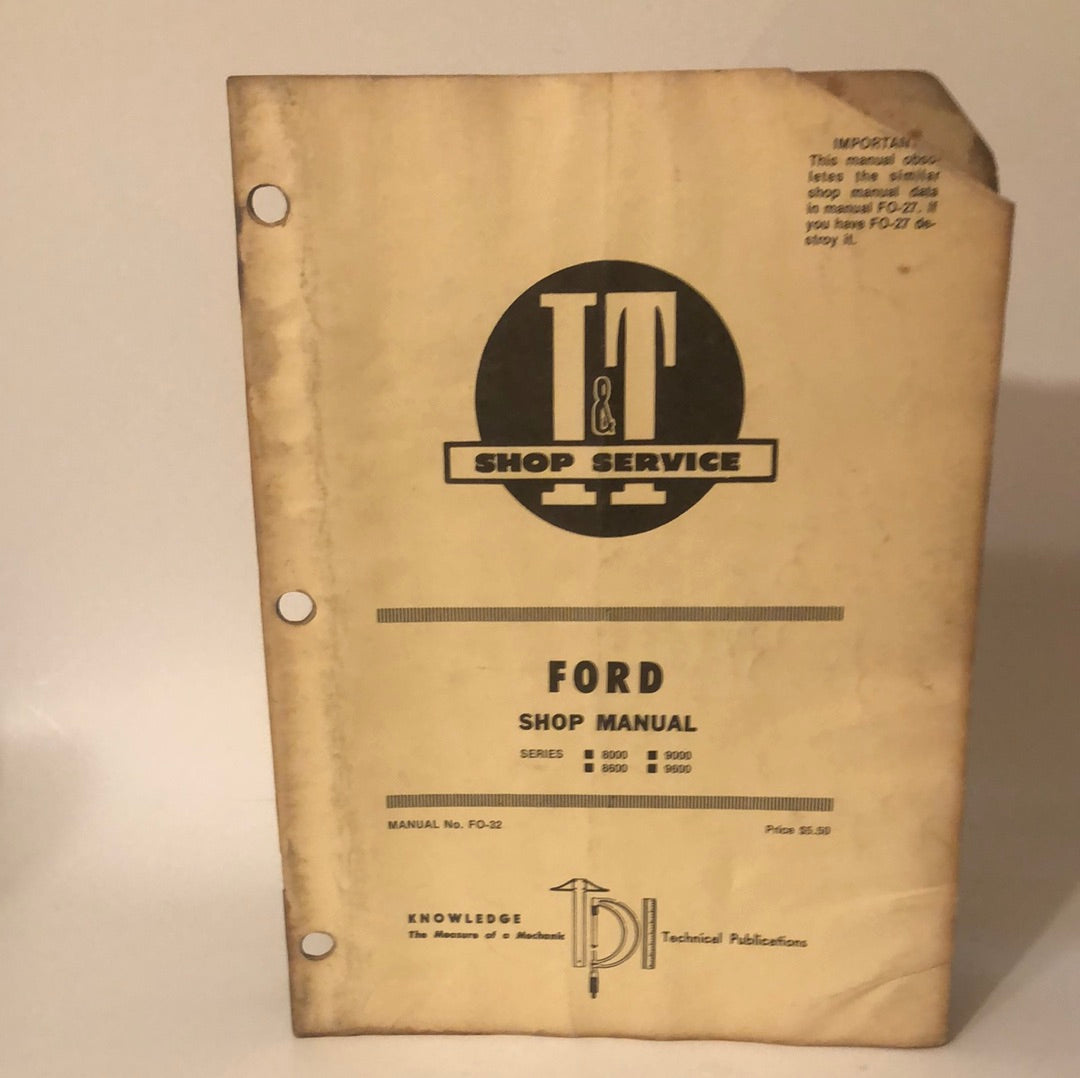 IMPORTANT
This manual obso-
letes the similar
shop manual data
in manual FO-27. If
you have FO-27 de-
stroy it.
I&T
SHOP SERVICE
FORD
SHOP MANUAL
SERIES ■ 8000 ■ 9000
■ 8600 ■ 9600
MANUAL No. FO-32 Price $5.50
KNOWLEDGE
The Measure of a Mechanic TPI Technical Publications